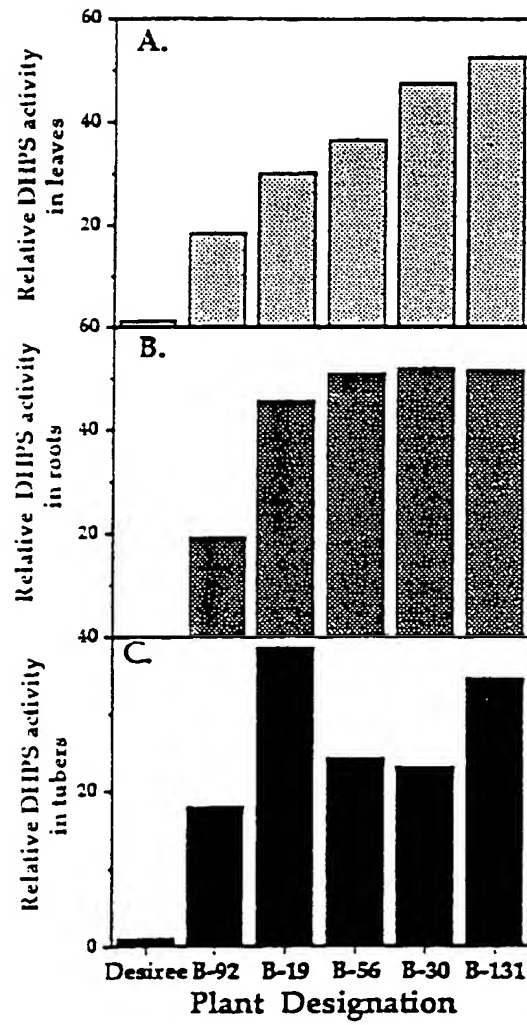 60
A.
40
20
Relative DHPS activity
in leaves
60
B.
40
20
Relative DHPS activity
in roots
40
C.
20
0
Relative DHPS activity
in tubers
Desiree B-92 B-19 B-56 B-30 B-131
Plant Designation